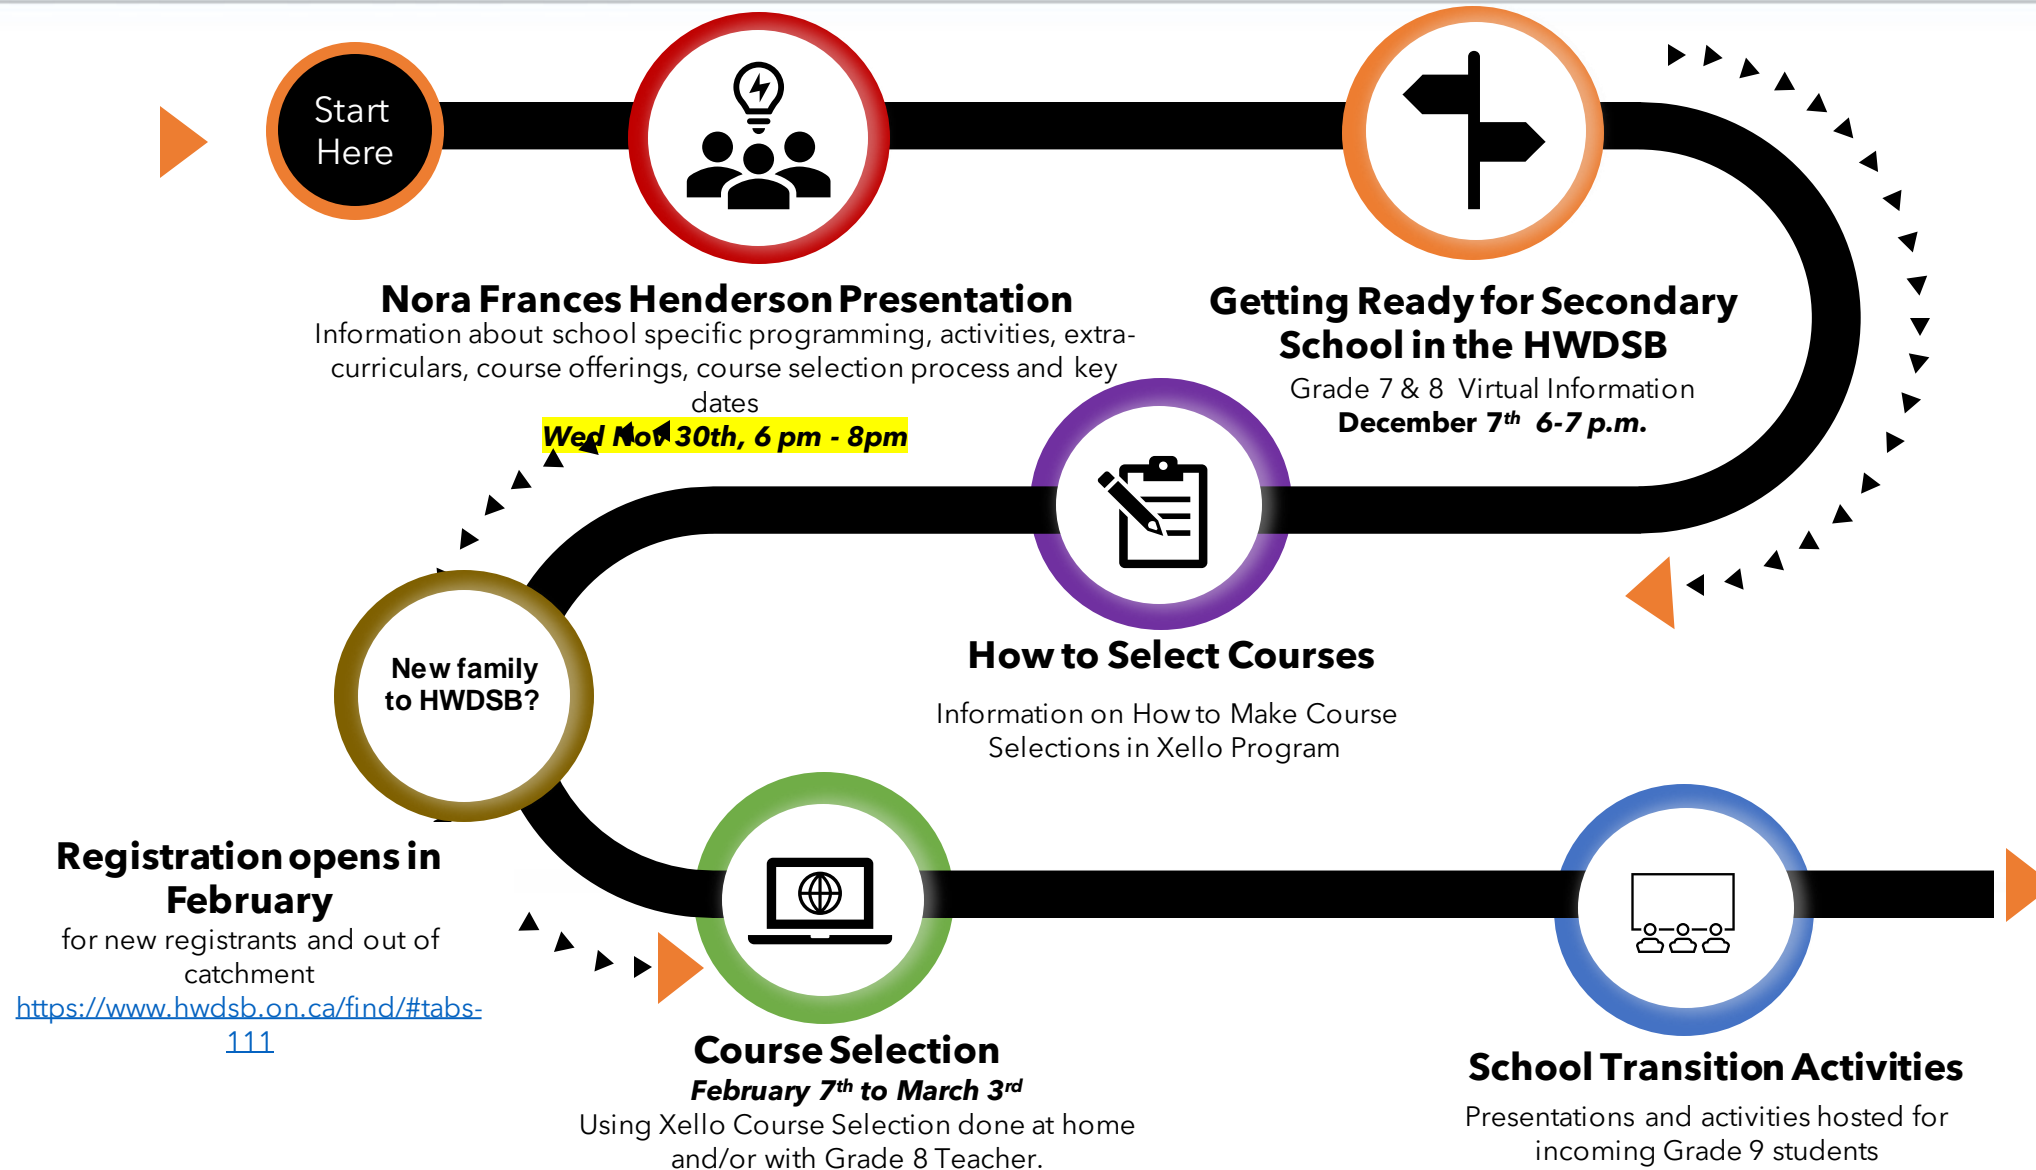 Start
Here
Nora Frances Henderson Presentation
Information about school specific programming, activities, extra-
curriculars, course offerings, course selection process and key
dates
Wed Nov 30th, 6 pm - 8pm
Getting Ready for Secondary
School in the HWDSB
Grade 7 & 8 Virtual Information
December 7th 6-7 p.m.
How to Select Courses
Information on How to Make Course
Selections in Xello Program
New family
to HWDSB?
Registration opens in
February
for new registrants and out of
catchment
https://www.hwdsb.on.ca/find/#tabs-
111
Course Selection
February 7th to March 3rd
Using Xello Course Selection done at home
and/or with Grade 8 Teacher.
School Transition Activities
Presentations and activities hosted for
incoming Grade 9 students